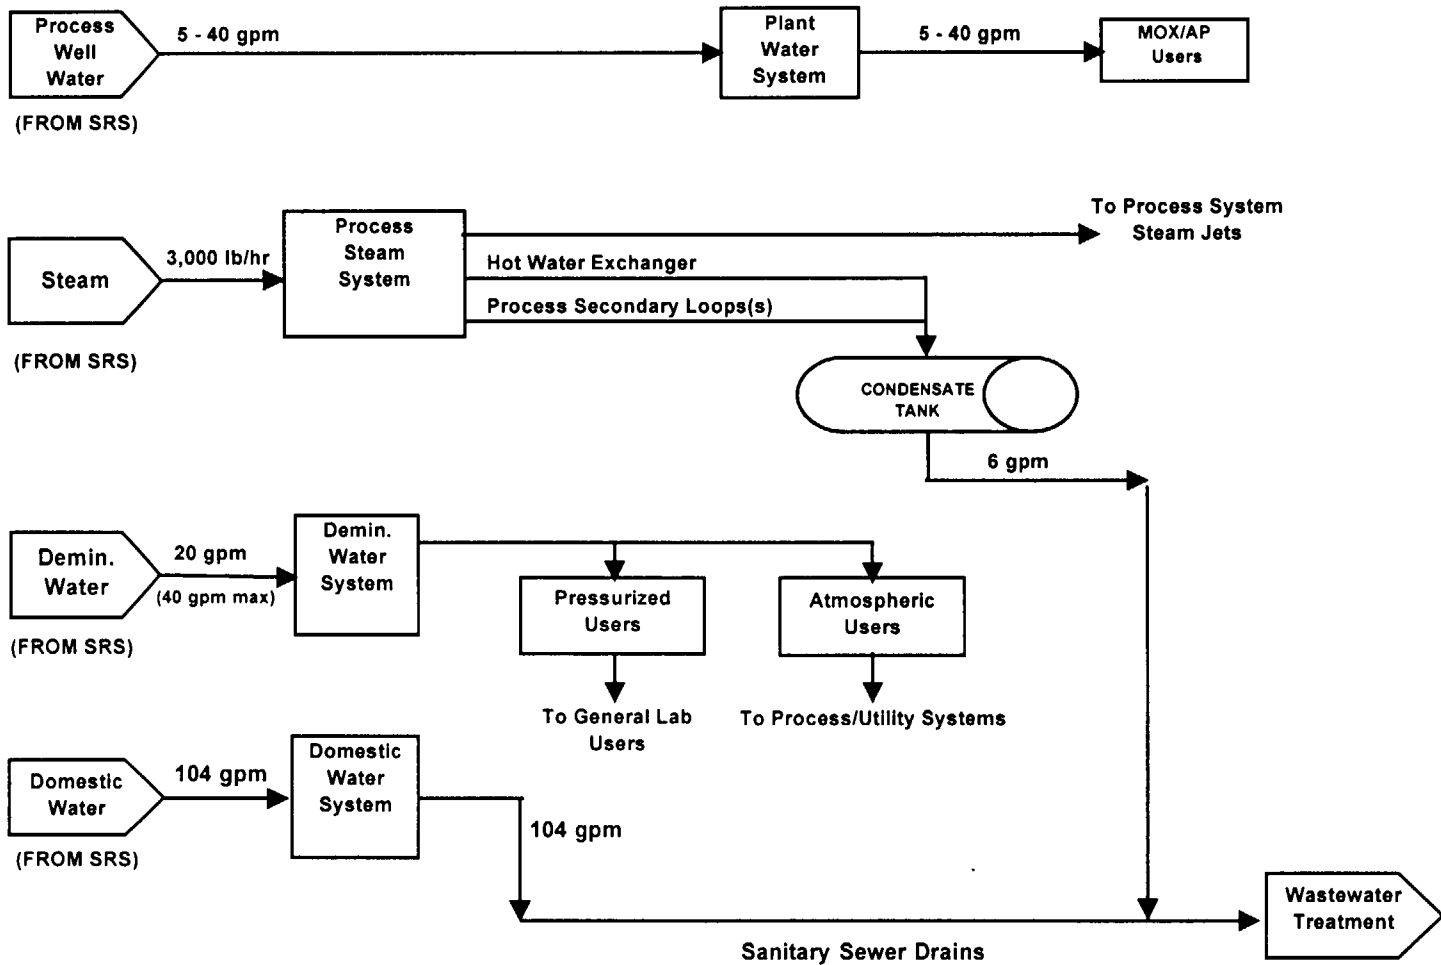 Process
Well
Water
(FROM SRS)
5 - 40 gpm
Plant
Water
System
5 - 40 gpm
MOX/AP
Users
Steam
(FROM SRS)
3,000 lb/hr
Process
Steam
System
To Process System
Steam Jets
Hot Water Exchanger
Process Secondary Loops(s)
CONDENSATE
TANK
6 gpm
Demin.
Water
(FROM SRS)
20 gpm
(40 gpm max)
Demin.
Water
System
Pressurized
Users
Atmospheric
Users
To General Lab
Users
To Process/Utility Systems
Domestic
Water
(FROM SRS)
104 gpm
Domestic
Water
System
104 gpm
Sanitary Sewer Drains
Wastewater
Treatment